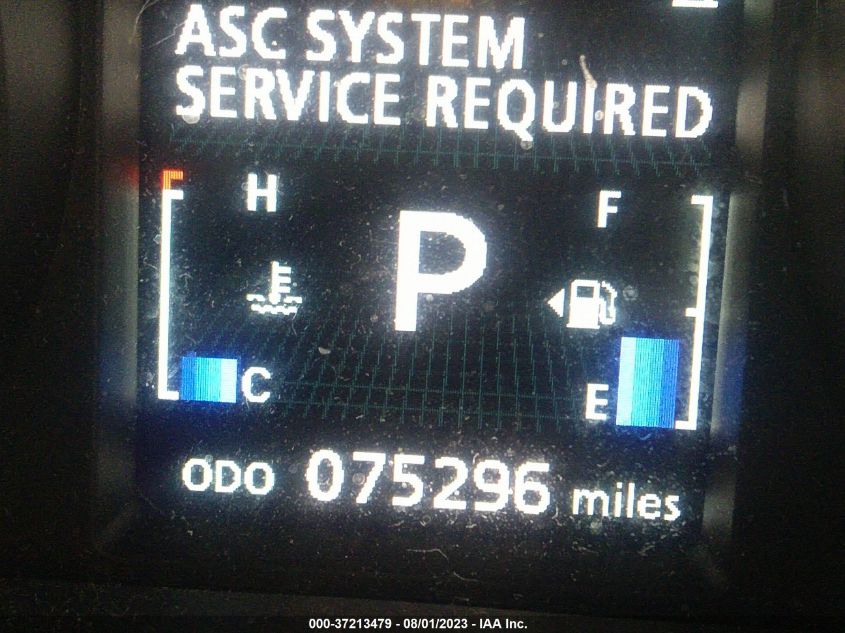 ASC SYSTEM
SERVICE REQUIRED
H
F
P
C
E
ODO 075296 miles
000-37213479 - 08/01/2023 - IAA Inc.